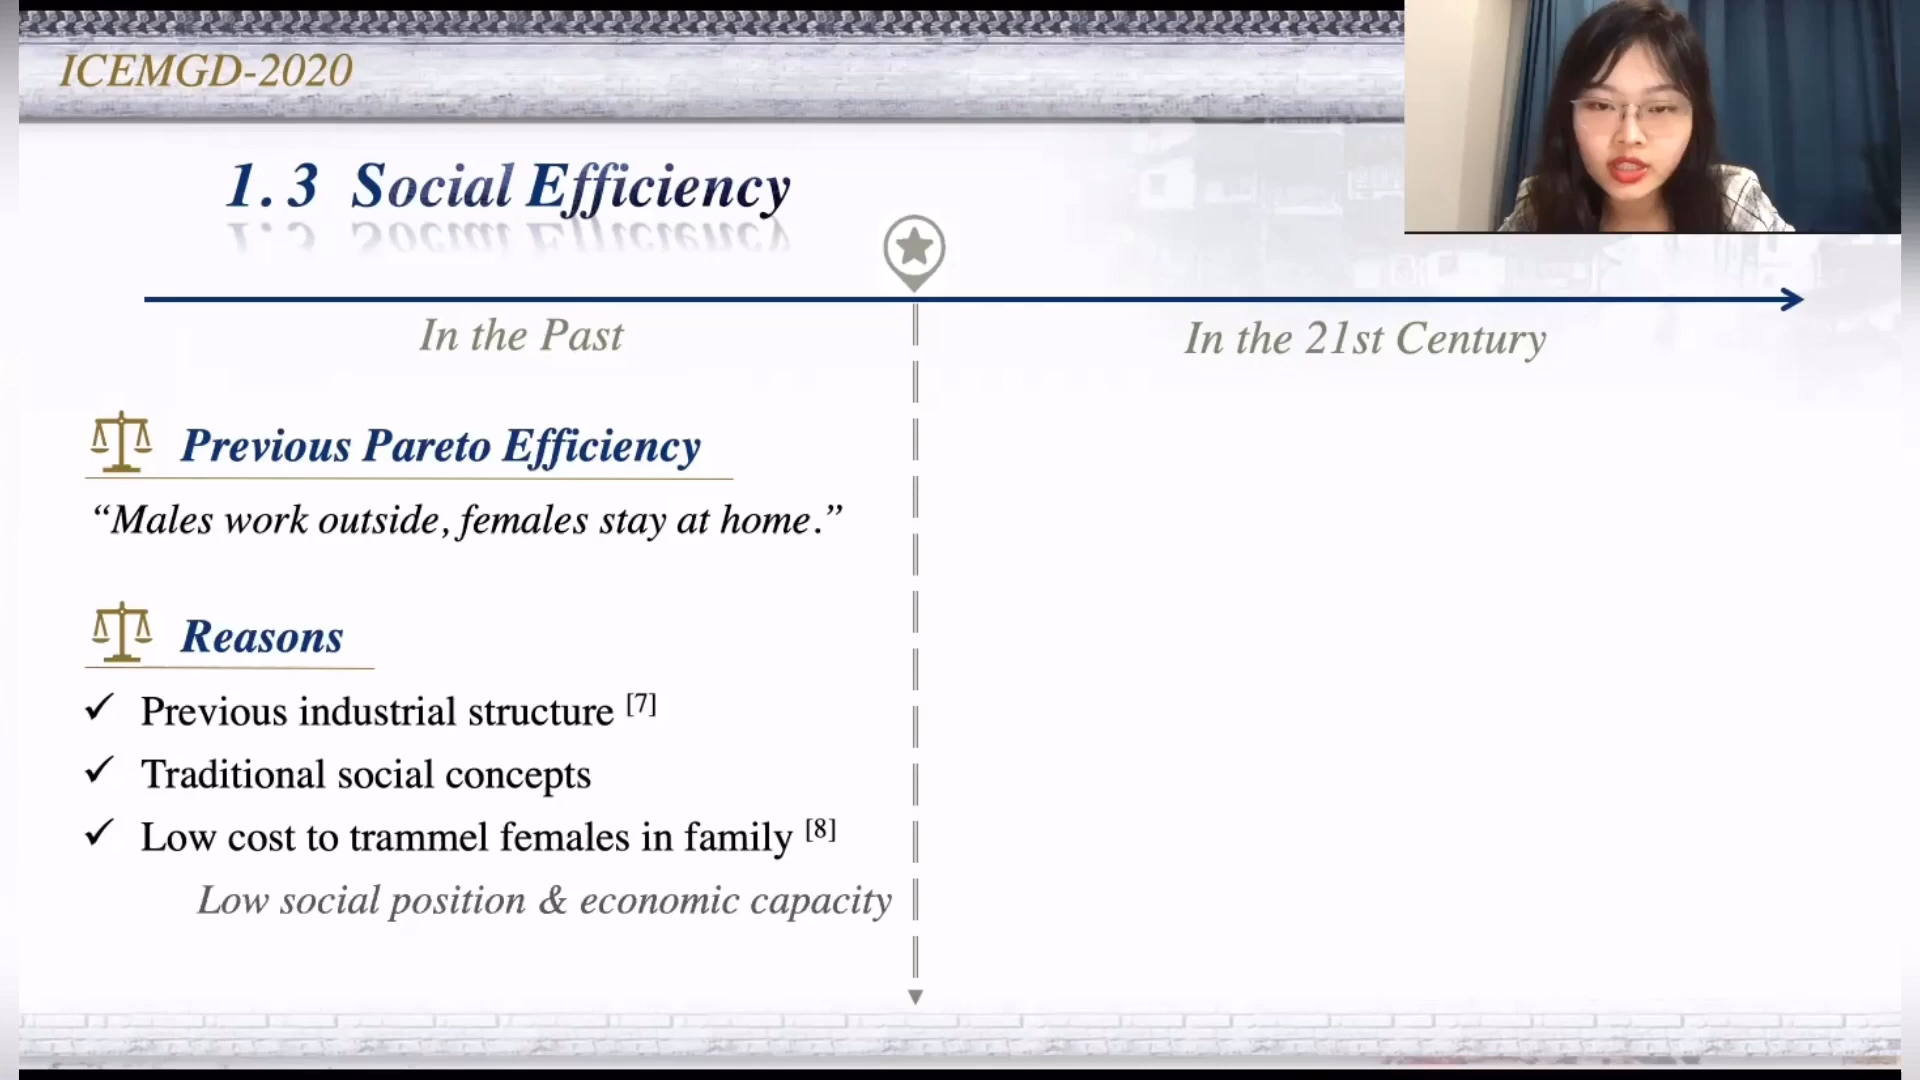 ICEMGD-2020
1.3 Social Efficiency
In the Past
In the 21st Century
Previous Pareto Efficiency
“Males work outside, females stay at home.”
Reasons
✓ Previous industrial structure [7]
✓ Traditional social concepts
✓ Low cost to trammel females in family [8]
Low social position & economic capacity